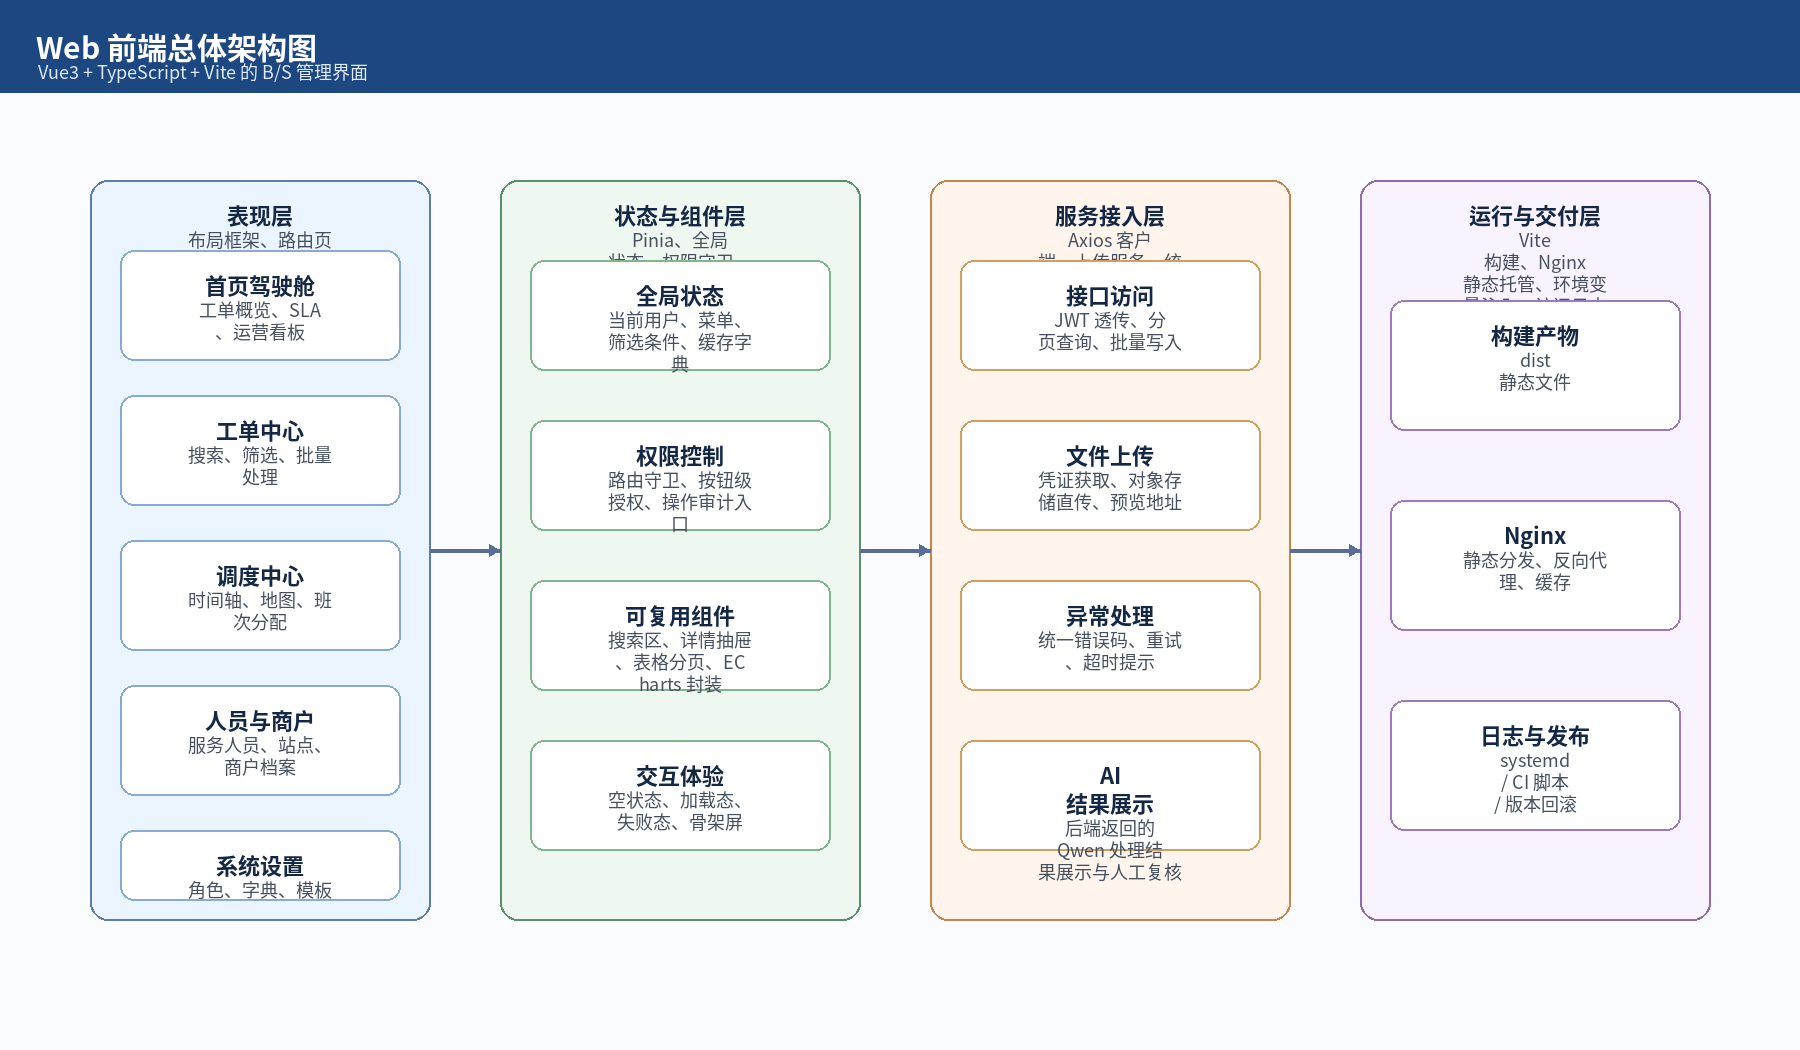 Web 前端总体架构图
Vue3 + TypeScript + Vite 的 B/S 管理界面
表现层
布局框架、路由页
首页驾驶舱
工单概览、SLA
、运营看板
工单中心
搜索、筛选、批量
处理
调度中心
时间轴、地图、班
次分配
人员与商户
服务人员、站点、
商户档案
系统设置
角色、字典、模板
状态与组件层
Pinia、全局
状态、权限守卫、
全局状态
当前用户、菜单、
筛选条件、缓存字
典
权限控制
路由守卫、按钮级
授权、操作审计入
口
可复用组件
搜索区、详情抽屉
、表格分页、EC
harts 封装
交互体验
空状态、加载态、
失败态、骨架屏
服务接入层
Axios 客户
端、上传服务、统
接口访问
JWT 透传、分
页查询、批量写入
文件上传
凭证获取、对象存
储直传、预览地址
异常处理
统一错误码、重试
、超时提示
AI
结果展示
后端返回的
Qwen 处理结
果展示与人工复核
运行与交付层
Vite
构建、Nginx
静态托管、环境变
构建产物
dist
静态文件
Nginx
静态分发、反向代
理、缓存
日志与发布
systemd
/ CI 脚本
/ 版本回滚